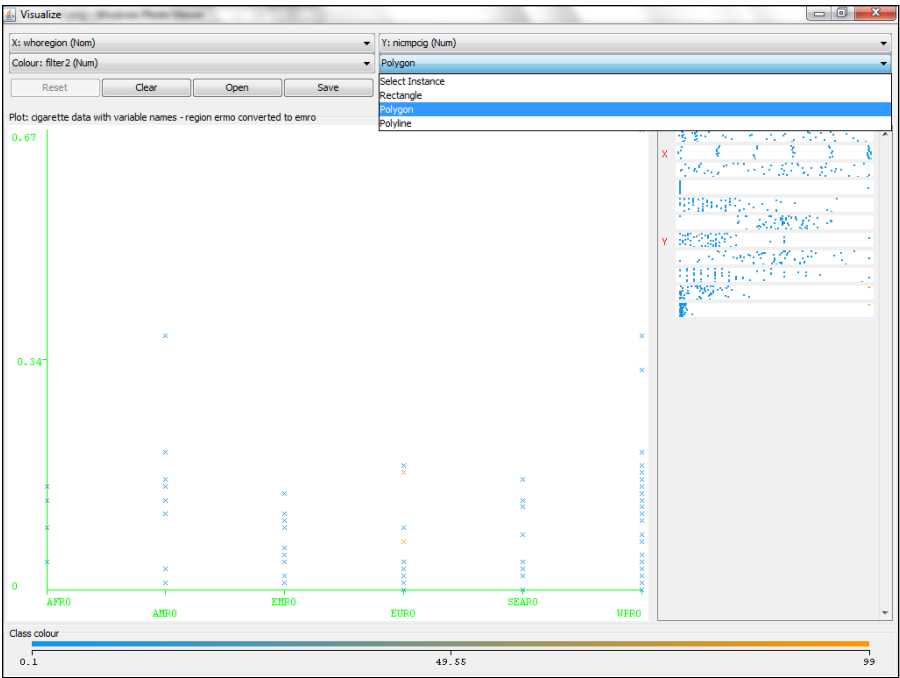 Visualize
X: whoregion (Nom)
Y: nicmpcig (Num)
Colour: filter2 (Num)
Polygon
Reset
Clear
Open
Save
Select Instance
Rectangle
Polygon
Polyline
Plot: cigarette data with variable names - region ermo converted to emro
0.67
X
Y
0.34
0
AFRO
AMRO
EMRO
EURO
SEARO
WPRO
Class colour
0.1
49.55
99